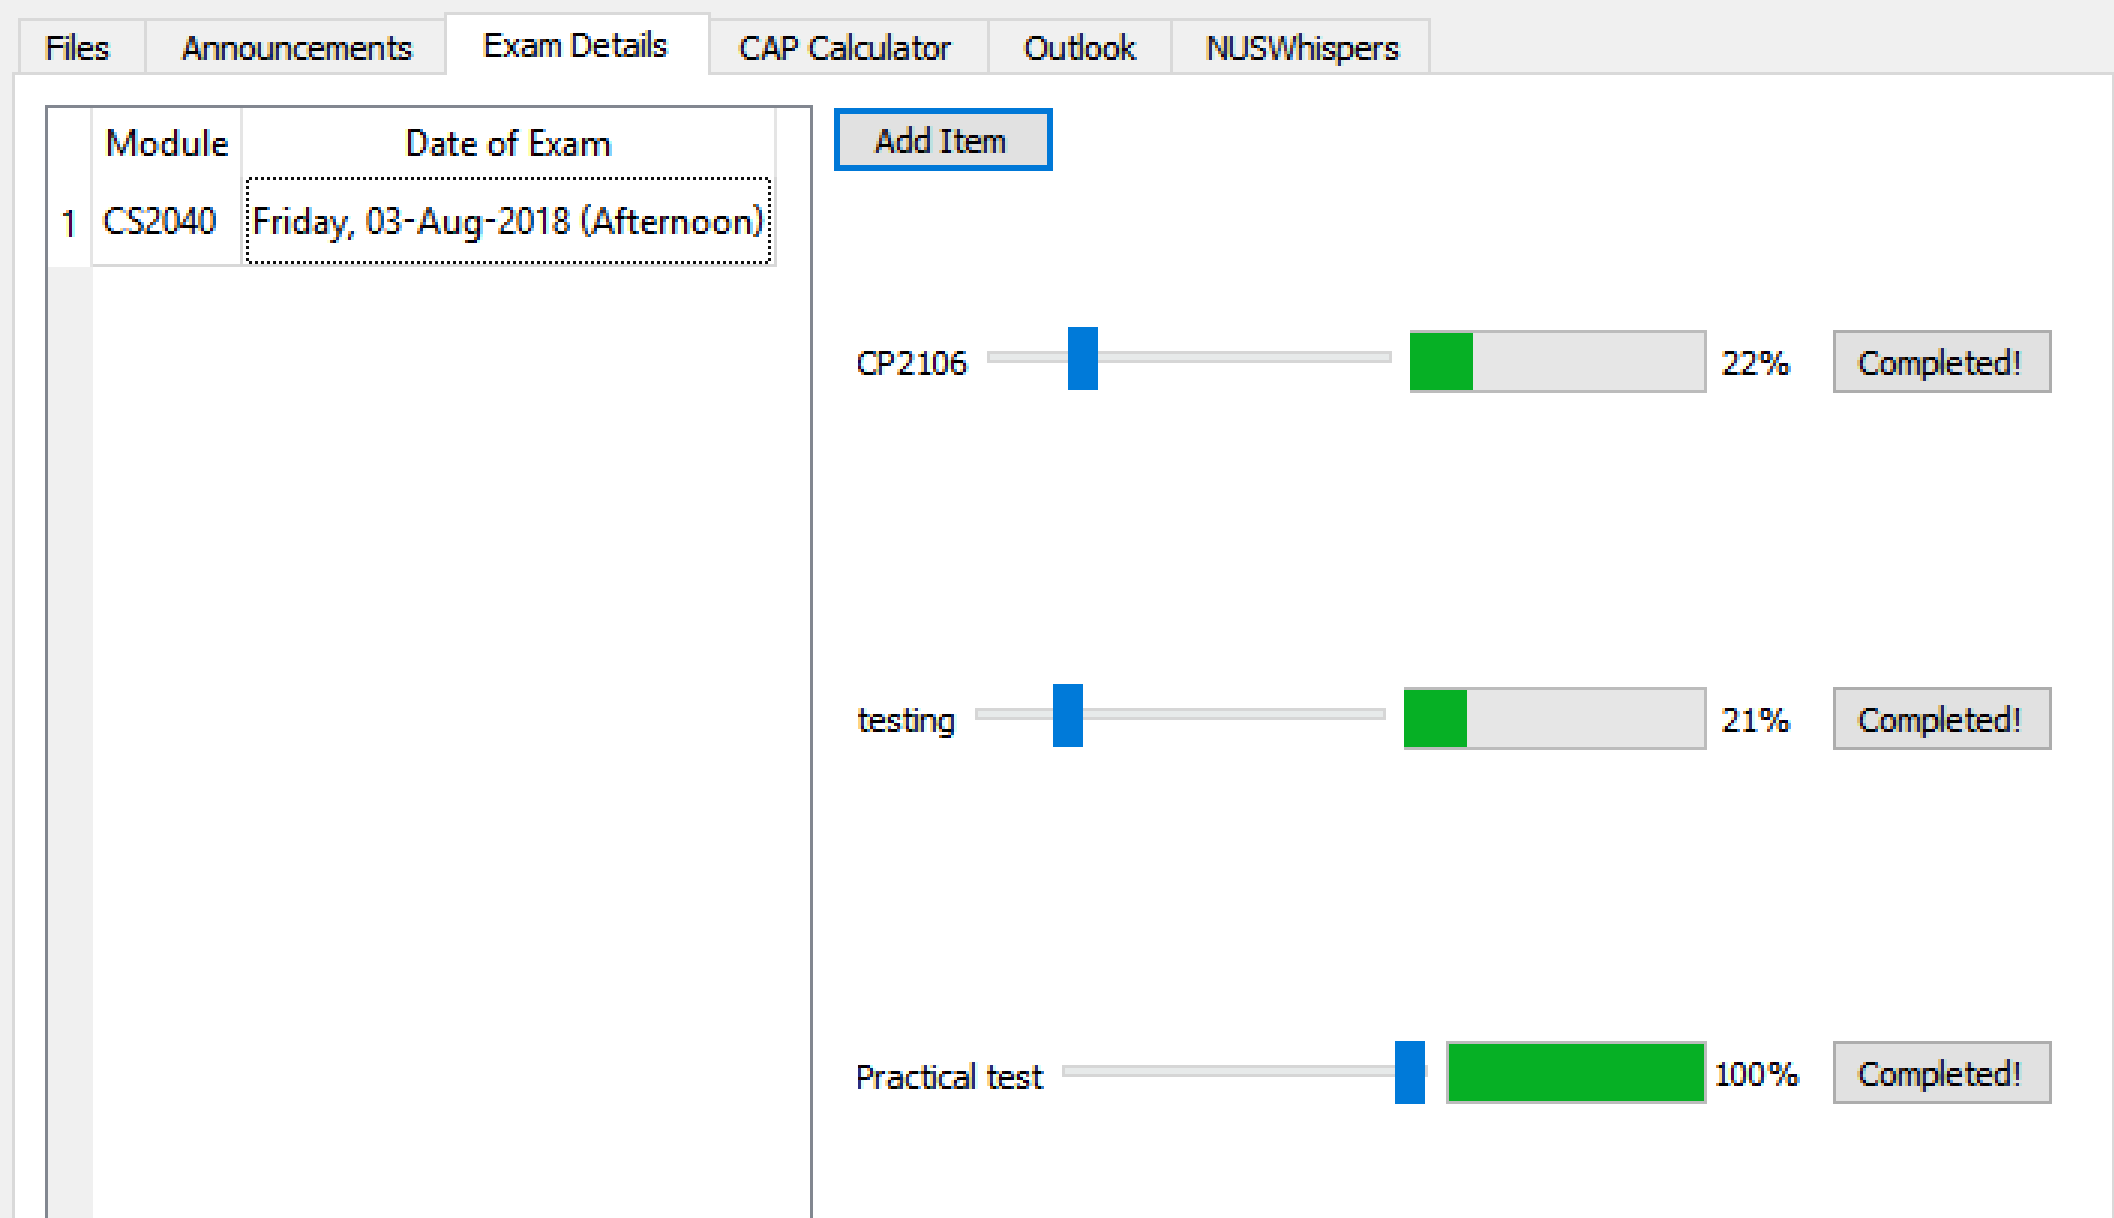 Files Announcements Exam Details CAP Calculator Outlook NUSWhispers
Module Date of Exam
1 CS2040 Friday, 03-Aug-2018 (Afternoon)
Add Item
CP2106 22% Completed!
testing 21% Completed!
Practical test 100% Completed!